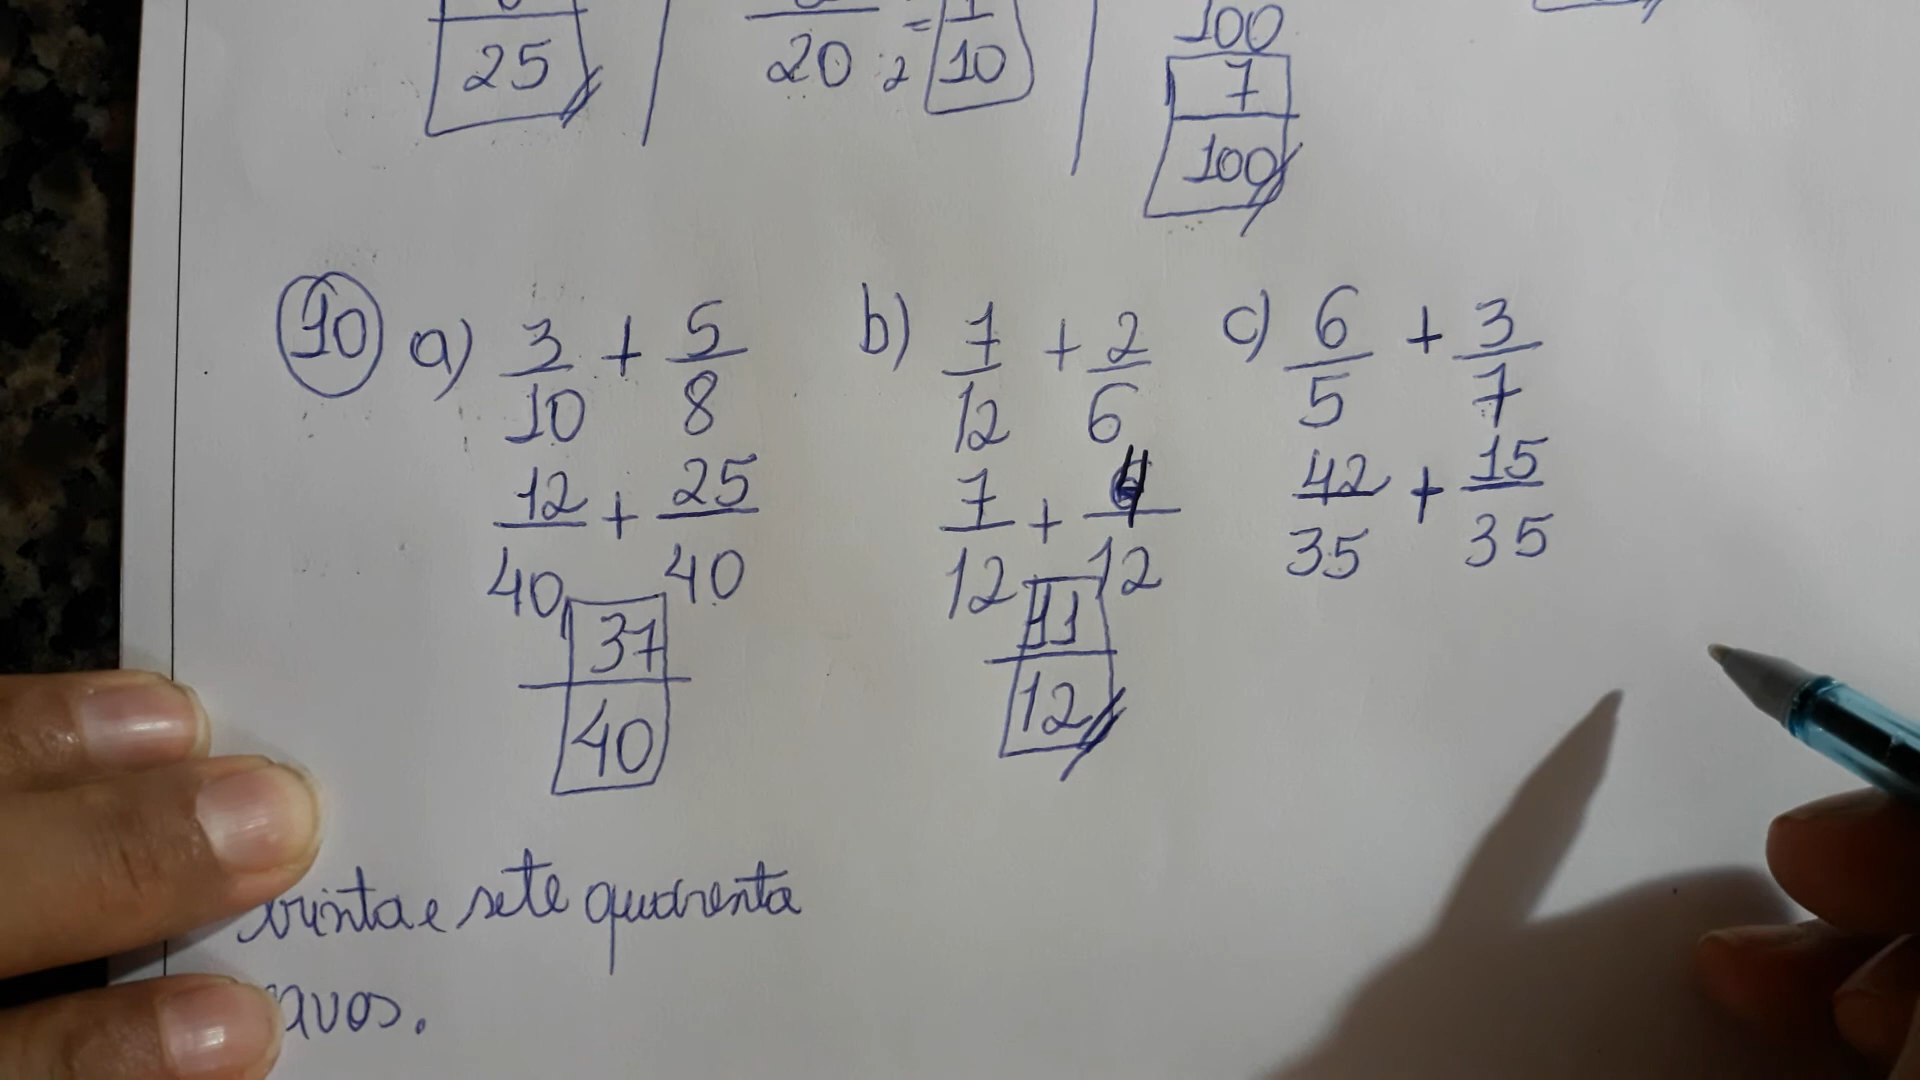 25 | 20 :2 = 1/10 | 100
7/100
10 a) 3/10 + 5/8 b) 7/12 + 2/6 c) 6/5 + 3/7
12/40 + 25/40 7/12 + 4/12 42/35 + 15/35
37/40 11/12
trinta e sete quarenta
avos.